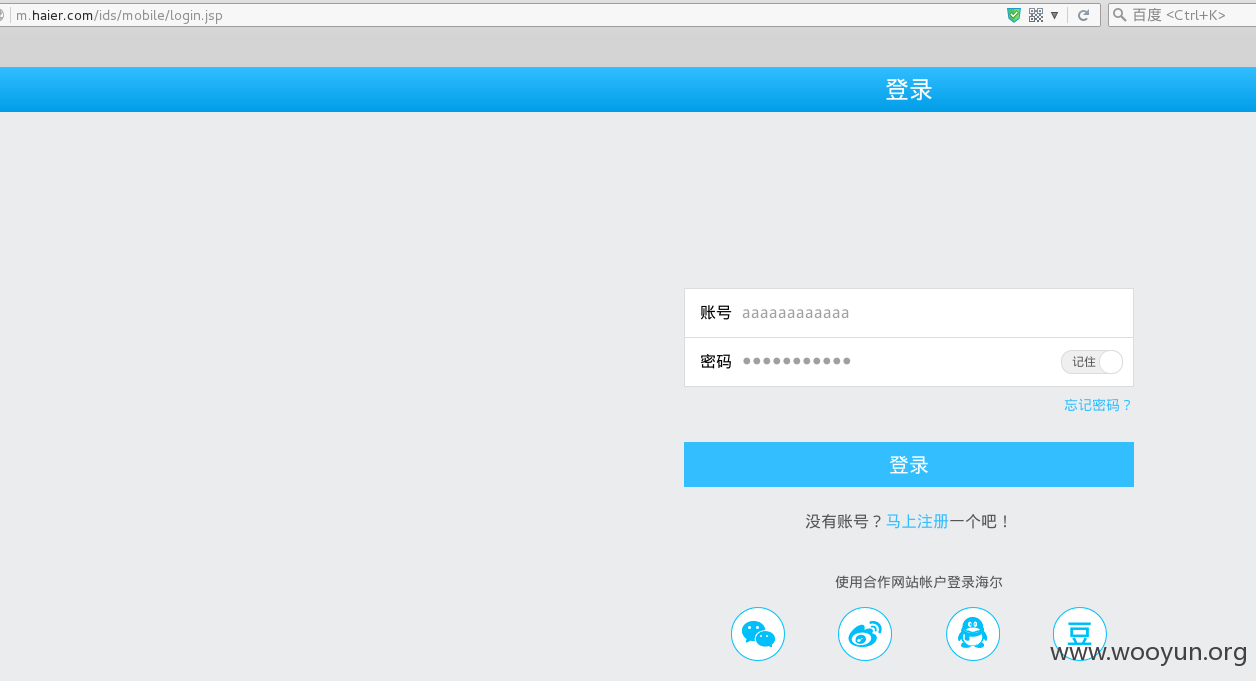 m.haier.com/ids/mobile/login.jsp
百度 <Ctrl+K>
登录
账号 aaaaaaaaaaaa
密码 ●●●●●●●●●●● 记住
忘记密码？
登录
没有账号？马上注册一个吧！
使用合作网站帐户登录海尔
豆
www.wooyun.org